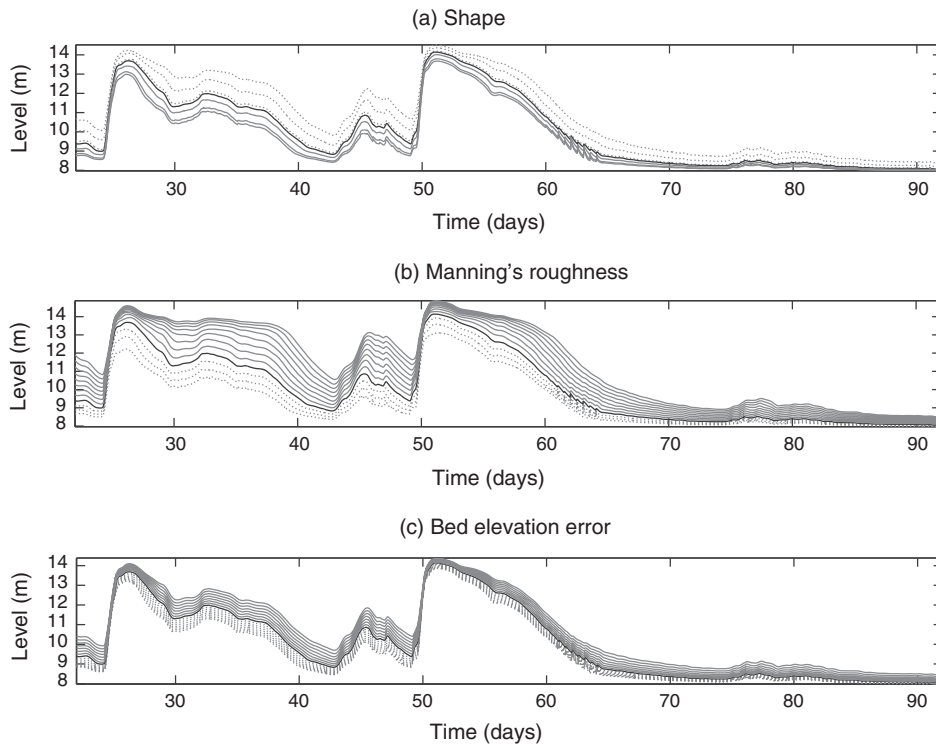 (a) Shape
14
13
12
11
10
9
8
Level (m)
30 40 50 60 70 80 90
Time (days)
(b) Manning’s roughness
14
13
12
11
10
9
8
Level (m)
30 40 50 60 70 80 90
Time (days)
(c) Bed elevation error
14
13
12
11
10
9
8
Level (m)
30 40 50 60 70 80 90
Time (days)